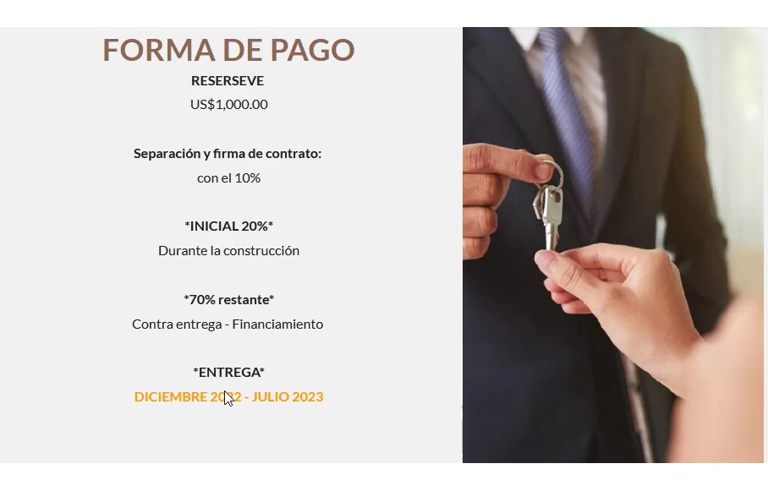 FORMA DE PAGO
RESERSEVE
US$1,000.00
Separación y firma de contrato:
con el 10%
*INICIAL 20%*
Durante la construcción
*70% restante*
Contra entrega - Financiamiento
*ENTREGA*
DICIEMBRE 2022 - JULIO 2023